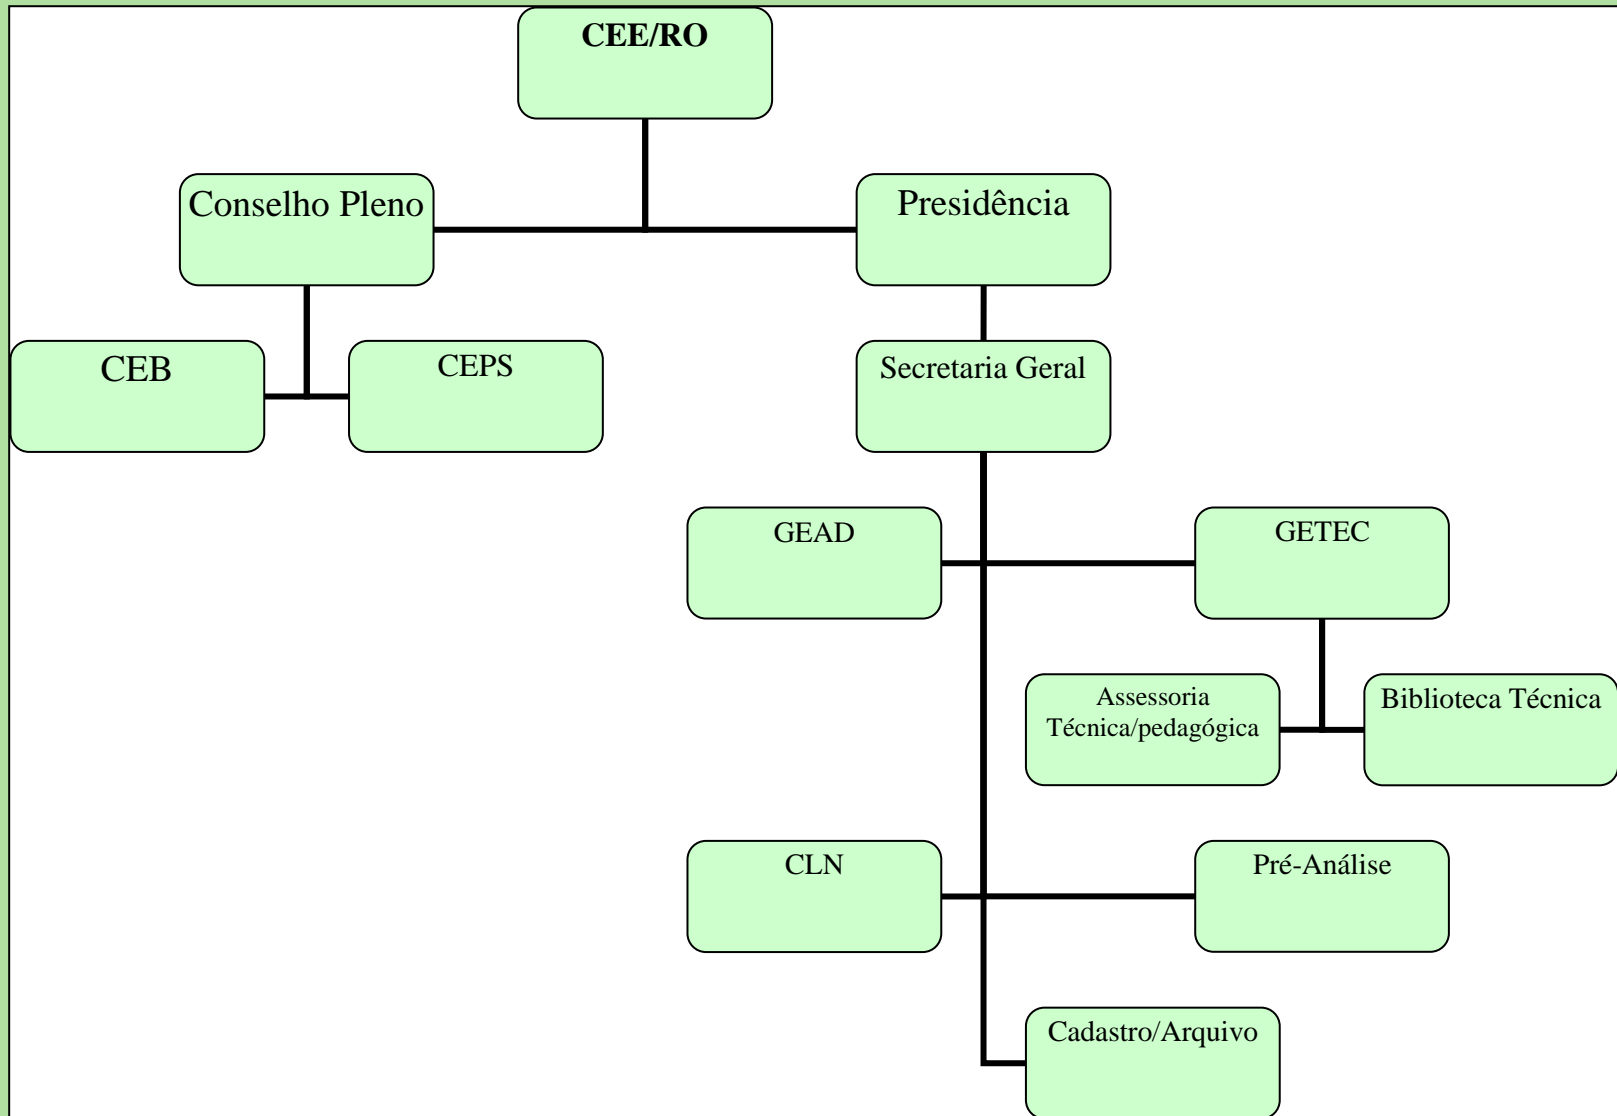 CEE/RO
Conselho Pleno
Presidência
CEB
CEPS
Secretaria Geral
GEAD
GETEC
Assessoria
Técnica/pedagógica
Biblioteca Técnica
CLN
Pré-Análise
Cadastro/Arquivo